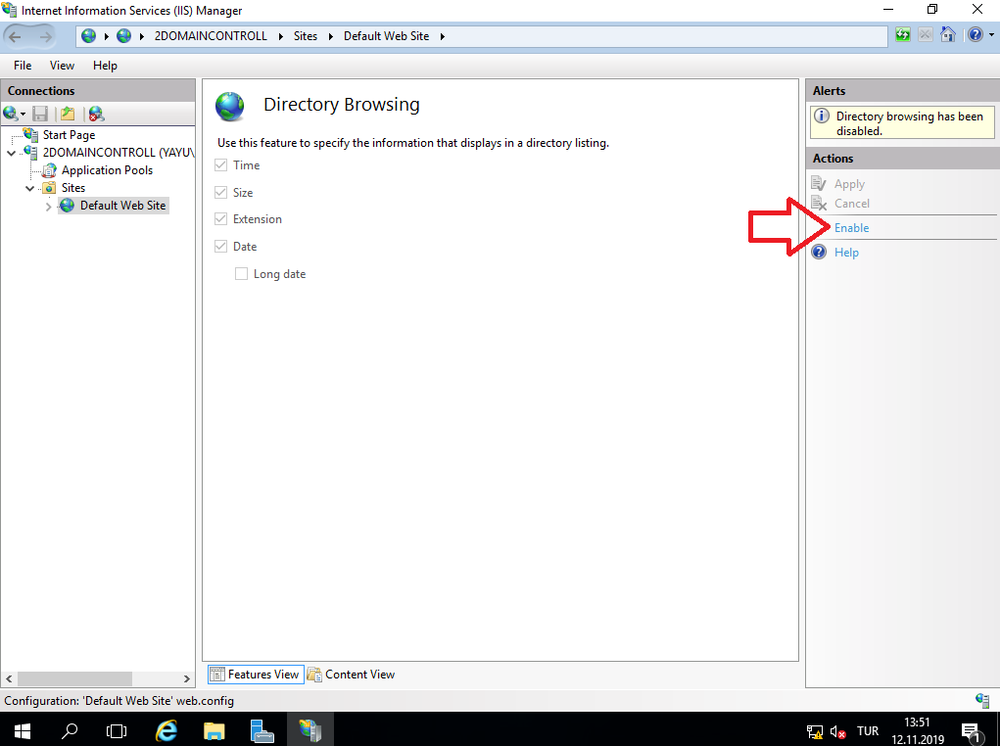 Internet Information Services (IIS) Manager
2DOMAINCONTROLL Sites Default Web Site
File View Help
Connections
Start Page
2DOMAINCONTROLL (YAYU\
Application Pools
Sites
Default Web Site
Directory Browsing
Use this feature to specify the information that displays in a directory listing.
Time
Size
Extension
Date
Long date
Features View Content View
Alerts
Directory browsing has been
disabled.
Actions
Apply
Cancel
Enable
Help
Configuration: 'Default Web Site' web.config
TUR
13:51
12.11.2019
1